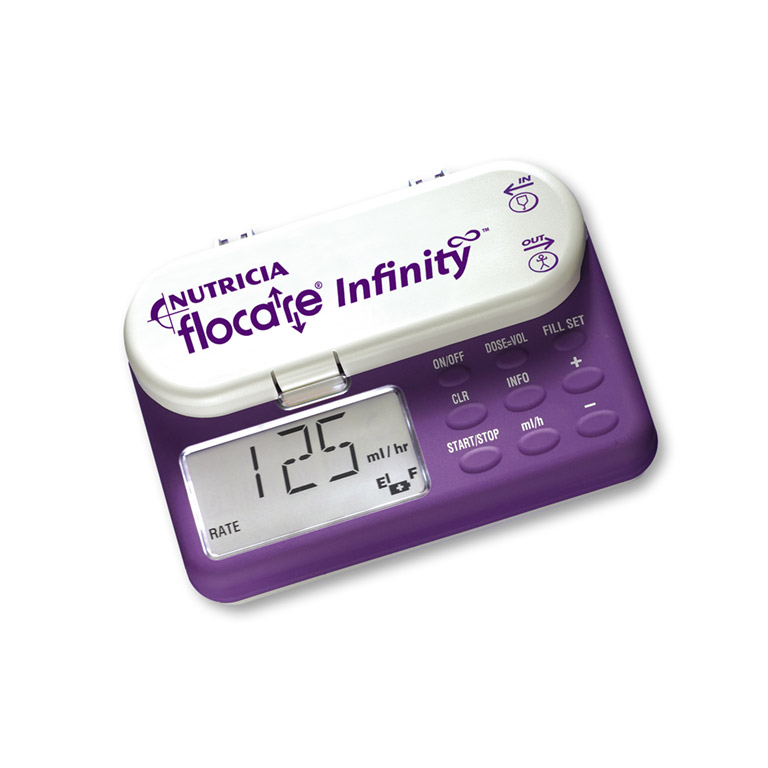 IN
OUT
NUTRICIA
flocare® Infinity™
ON/OFF
DOSE=VOL
FILL SET
CLR
INFO
+
START/STOP
ml/h
−
125 ml/hr
E F
RATE